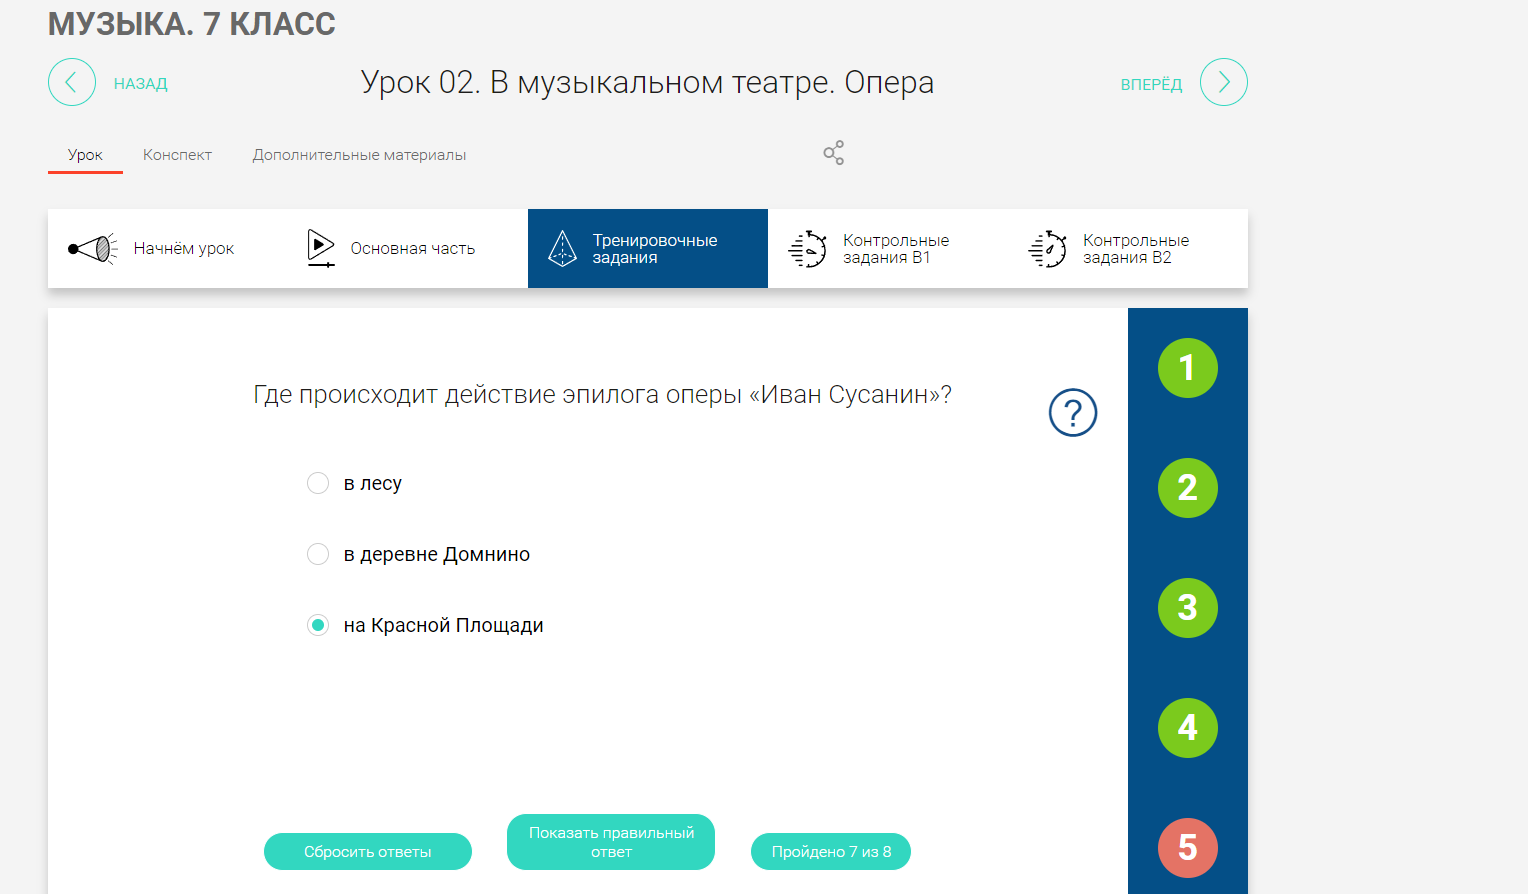 МУЗЫКА. 7 КЛАСС
НАЗАД
Урок 02. В музыкальном театре. Опера
ВПЕРЁД
Урок
Конспект
Дополнительные материалы
Начнём урок
Основная часть
Тренировочные
задания
Контрольные
задания В1
Контрольные
задания В2
Где происходит действие эпилога оперы «Иван Сусанин»?
?
в лесу
в деревне Домнино
на Красной Площади
Сбросить ответы
Показать правильный
ответ
Пройдено 7 из 8
1
2
3
4
5